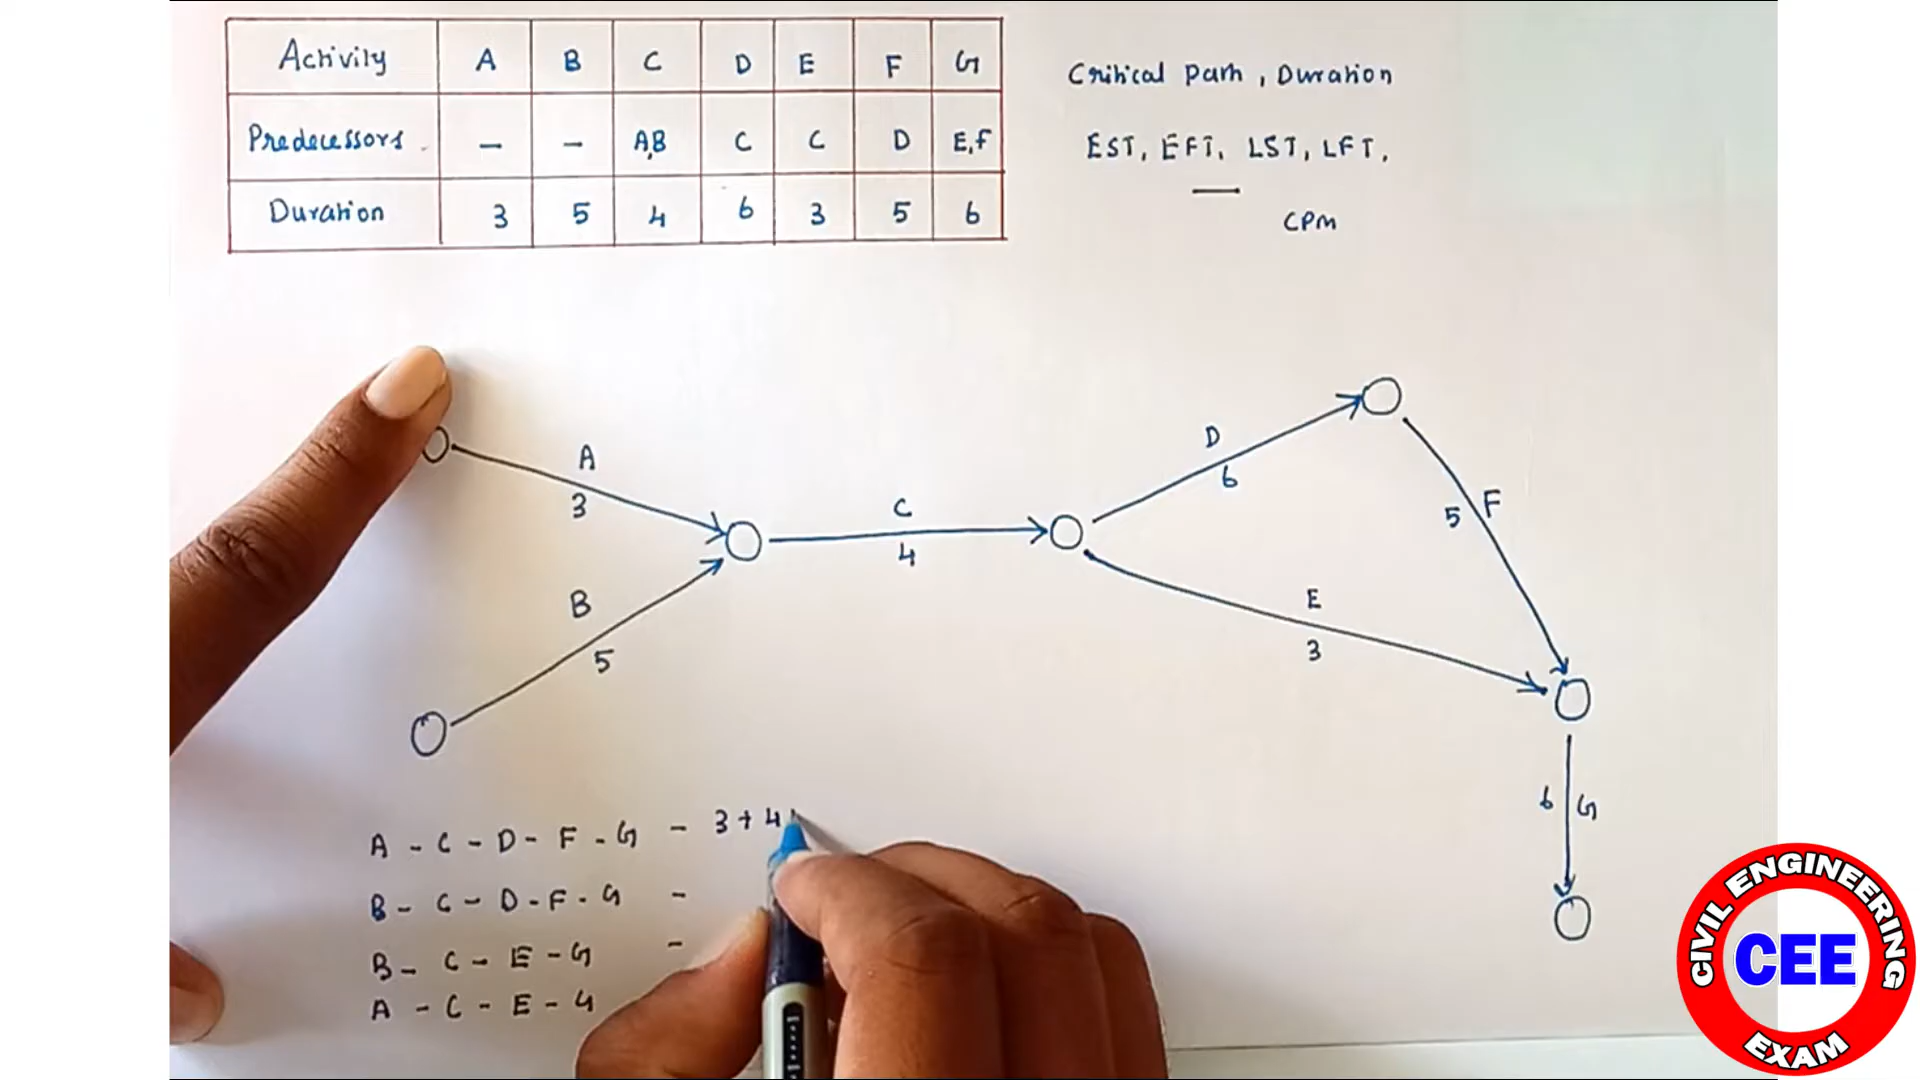 Activity A B C D E F G
Predecessors - - A,B C C D E,F
Duration 3 5 4 6 3 5 6
Critical Path, Duration
EST, EFT, LST, LFT,
CPM
A
3
B
5
C
4
D
6
5 F
E
3
6 G
A - C - D - F - G - 3 + 4
B - C - D - F - G -
B - C - E - G -
A - C - E - G
CIVIL ENGINEERING
CEE
EXAM